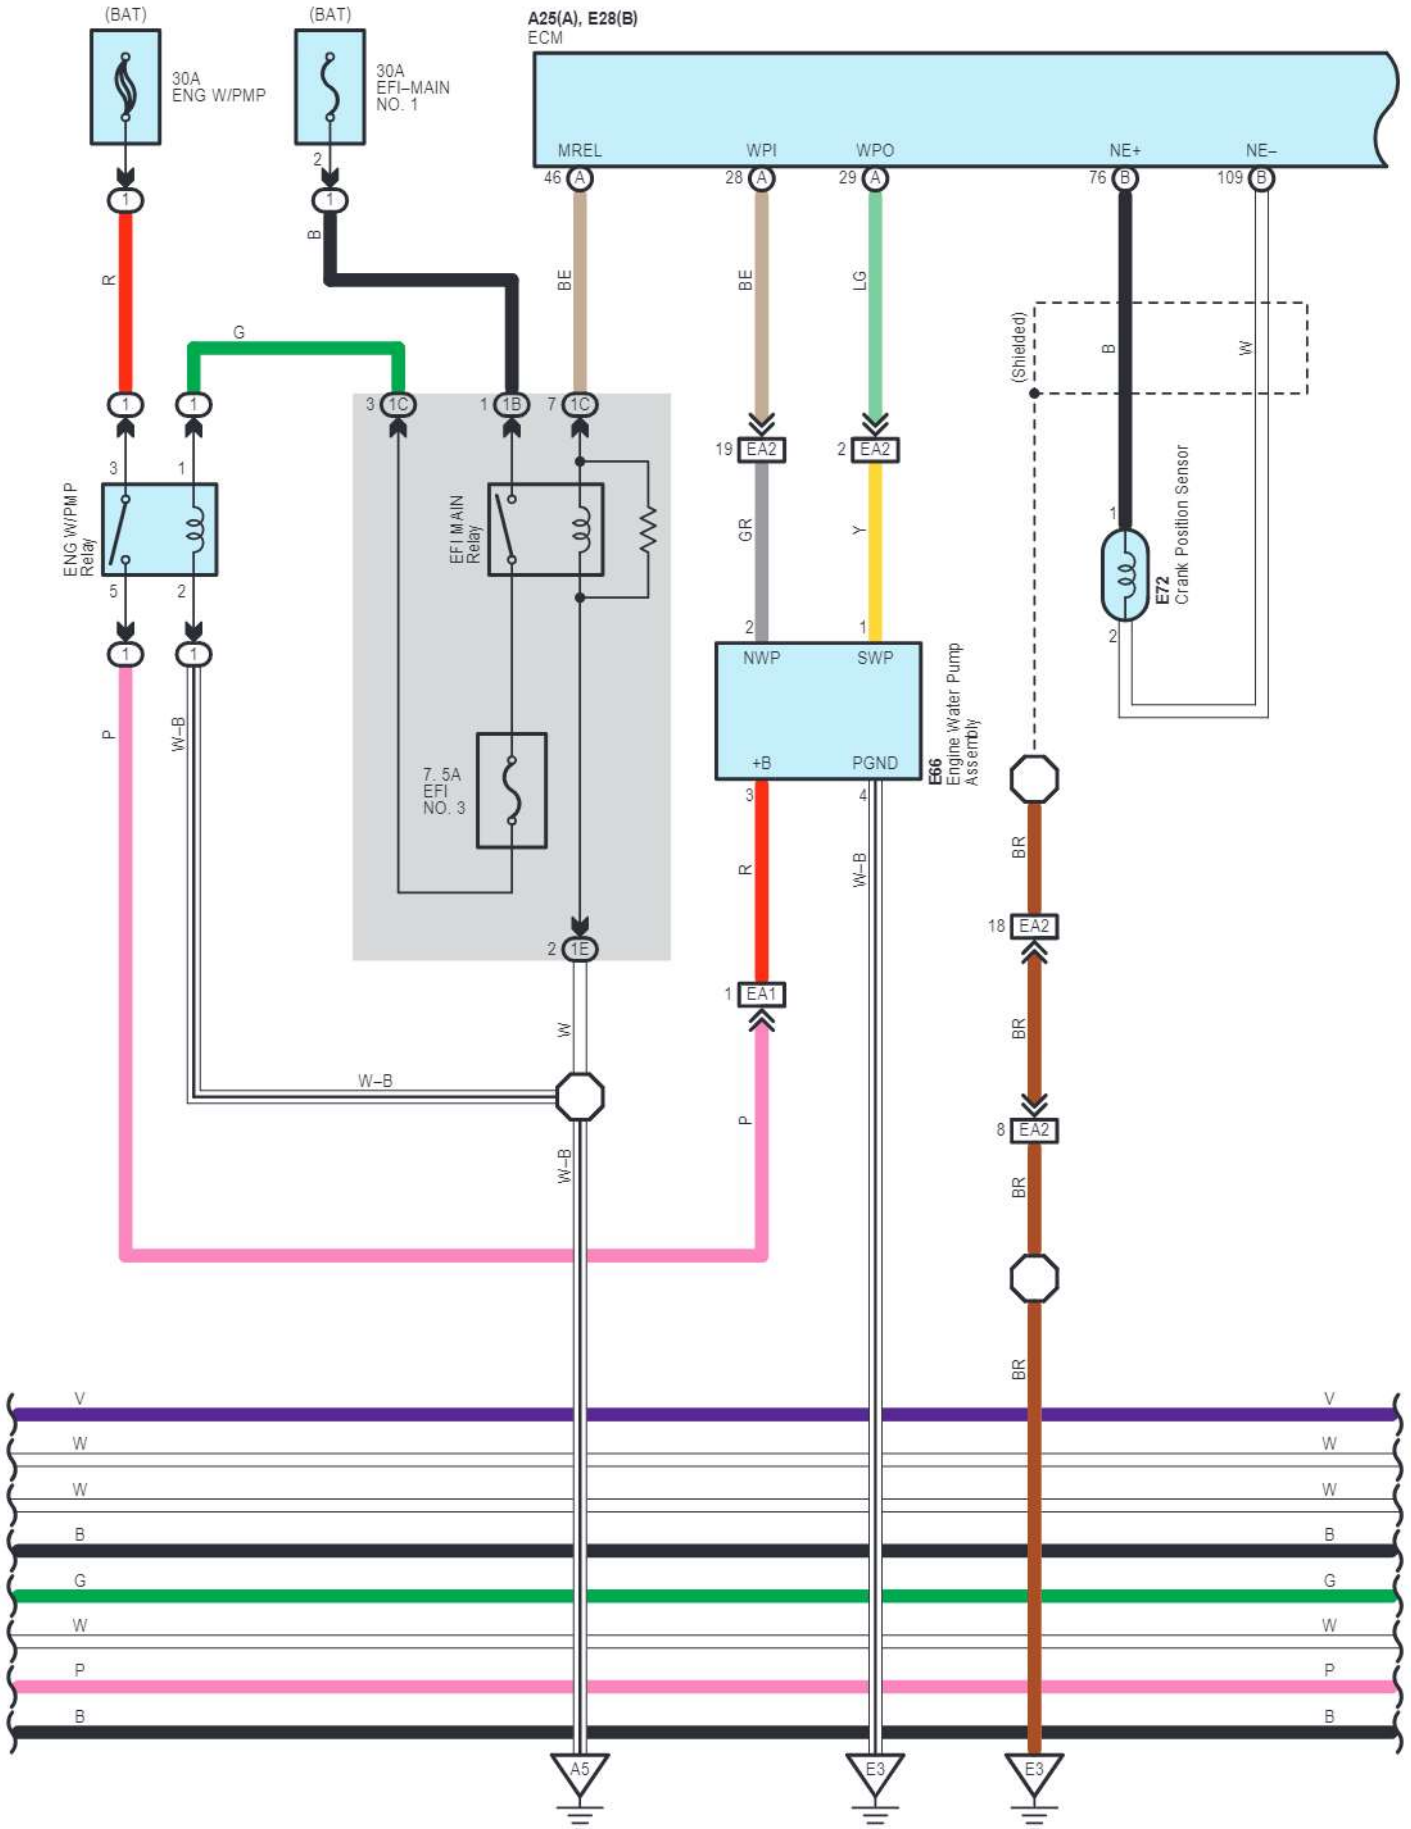 (BAT)
(BAT)
A25(A), E28(B)
ECM
30A
ENG W/PMP
30A
EFI–MAIN
NO. 1
2
MREL
WPI
WPO
NE+
NE–
46 A
28 A
29 A
76 B
109 B
1
1
B
R
BE
BE
LG
(Shielded)
B
W
G
1
1
3 1C
1 1B
7 1C
19 EA2
2 EA2
3
1
ENG W/PMP
Relay
EFI MAIN
Relay
GR
Y
1
E72
Crank Position Sensor
5
2
2
1
2
1
1
NWP
SWP
P
W–B
7. 5A
EFI
NO. 3
+B
PGND
E66
Engine Water Pump
Assembly
3
4
R
W–B
BR
18 EA2
2 1E
1 EA1
W
BR
W–B
P
8 EA2
W–B
BR
BR
V
V
W
W
W
W
B
B
G
G
W
W
P
P
B
B
A5
E3
E3